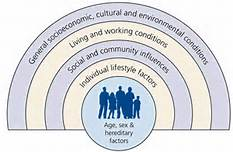 General socioeconomic, cultural and environmental conditions
Living and working conditions
Social and community influences
Individual lifestyle factors
Age, sex &
hereditary
factors